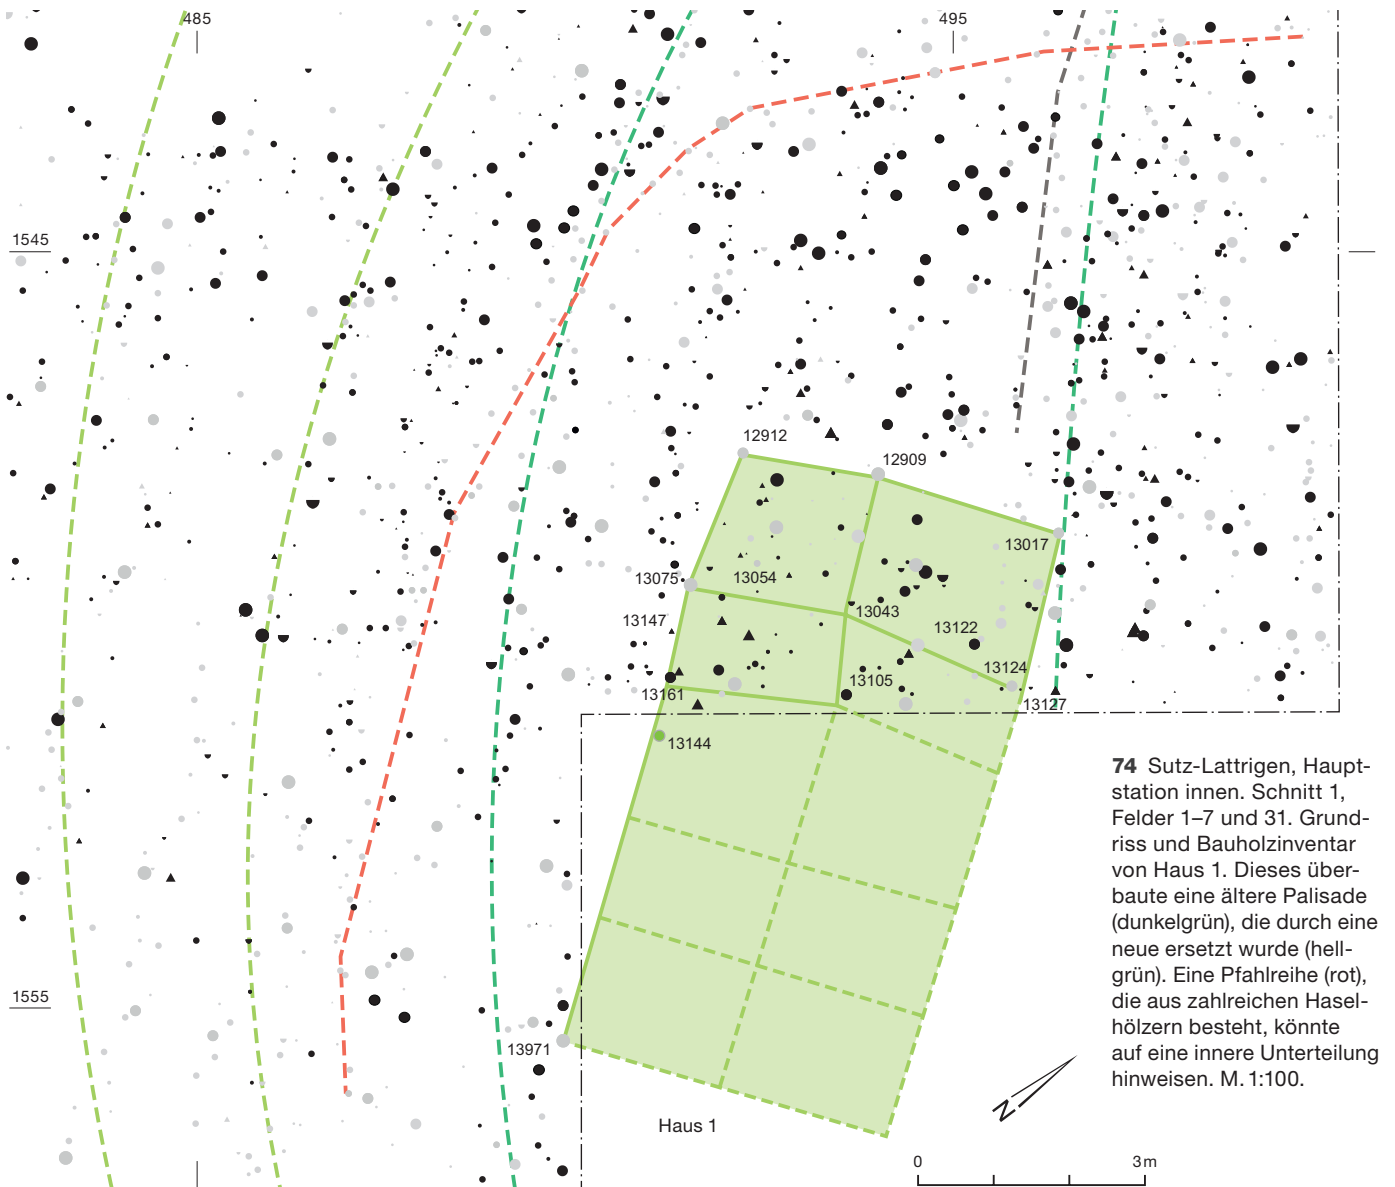 485
495
1545
12912
12909
13017
13075
13054
13043
13147
13122
13124
13105
13161
13127
13144
74 Sutz-Lattrigen, Haupt-
station innen. Schnitt 1,
Felder 1–7 und 31. Grund-
riss und Bauholzinventar
von Haus 1. Dieses über-
baute eine ältere Palisade
(dunkelgrün), die durch eine
neue ersetzt wurde (hell-
grün). Eine Pfahlreihe (rot),
die aus zahlreichen Hasel-
hölzern besteht, könnte
auf eine innere Unterteilung
hinweisen. M. 1:100.
1555
13971
N
Haus 1
0 3m